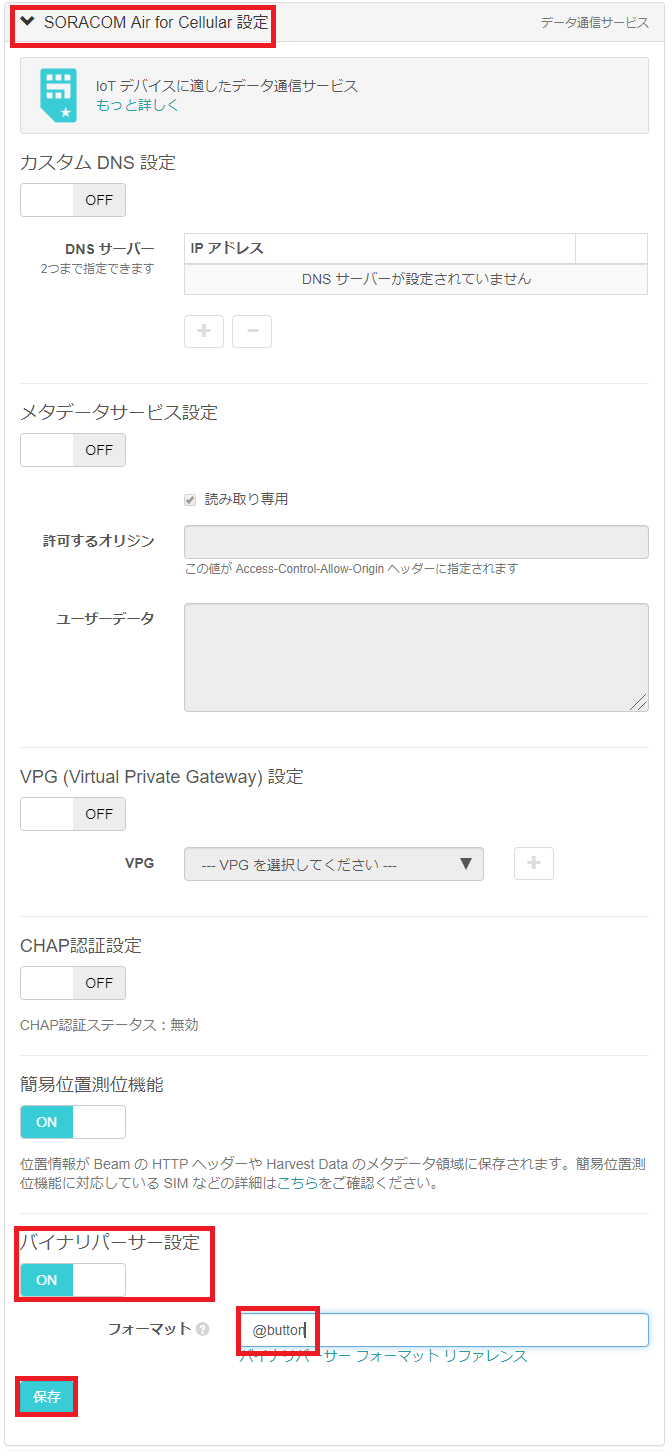 SORACOM Air for Cellular 設定
データ通信サービス
IoT デバイスに適したデータ通信サービス
もっと詳しく
カスタム DNS 設定
OFF
DNS サーバー
2つまで指定できます
IP アドレス
DNS サーバーが設定されていません
メタデータサービス設定
OFF
読み取り専用
許可するオリジン
この値が Access-Control-Allow-Origin ヘッダーに指定されます
ユーザーデータ
VPG (Virtual Private Gateway) 設定
OFF
VPG
--- VPG を選択してください ---
CHAP認証設定
OFF
CHAP認証ステータス：無効
簡易位置測位機能
ON
位置情報が Beam の HTTP ヘッダーや Harvest Data のメタデータ領域に保存されます。簡易位置測
位機能に対応している SIM などの詳細はこちらをご確認ください。
バイナリパーサー設定
ON
フォーマット
@button
バイナリパーサー フォーマット リファレンス
保存